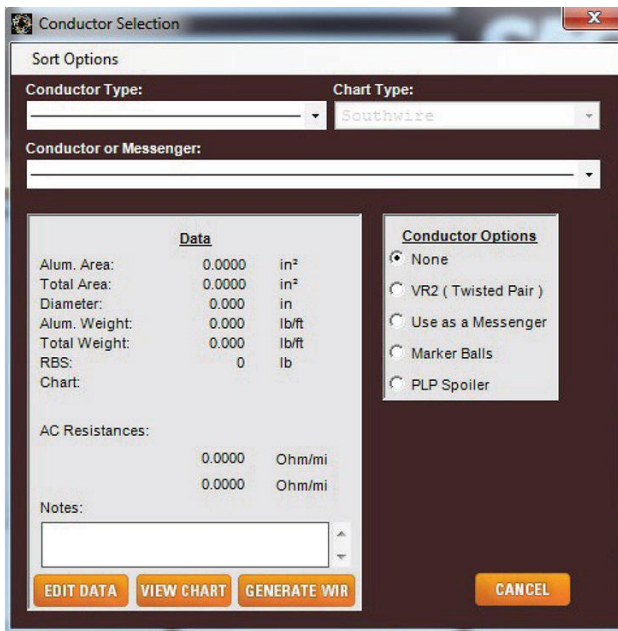 Conductor Selection
Sort Options
Conductor Type: Chart Type:
Southwire
Conductor or Messenger:
Data
Alum. Area: 0.0000 in²
Total Area: 0.0000 in²
Diameter: 0.000 in
Alum. Weight: 0.000 lb/ft
Total Weight: 0.000 lb/ft
RBS: 0 lb
Chart:
AC Resistances:
0.0000 Ohm/mi
0.0000 Ohm/mi
Notes:
EDIT DATA VIEW CHART GENERATE WIR
Conductor Options
None
VR2 ( Twisted Pair )
Use as a Messenger
Marker Balls
PLP Spoiler
CANCEL